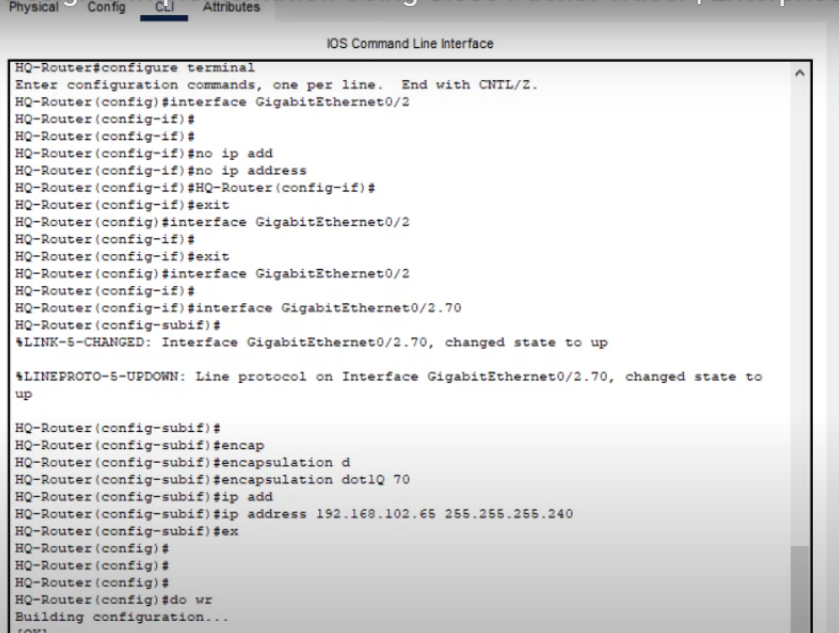 Physical Config CLI Attributes
IOS Command Line Interface
HQ-Router#configure terminal
Enter configuration commands, one per line. End with CNTL/Z.
HQ-Router(config)#interface GigabitEthernet0/2
HQ-Router(config-if)#
HQ-Router(config-if)#
HQ-Router(config-if)#no ip add
HQ-Router(config-if)#no ip address
HQ-Router(config-if)#HQ-Router(config-if)#
HQ-Router(config-if)#exit
HQ-Router(config)#interface GigabitEthernet0/2
HQ-Router(config-if)#
HQ-Router(config-if)#exit
HQ-Router(config)#interface GigabitEthernet0/2
HQ-Router(config-if)#
HQ-Router(config-if)#interface GigabitEthernet0/2.70
HQ-Router(config-subif)#
%LINK-5-CHANGED: Interface GigabitEthernet0/2.70, changed state to up
%LINEPROTO-5-UPDOWN: Line protocol on Interface GigabitEthernet0/2.70, changed state to
up
HQ-Router(config-subif)#
HQ-Router(config-subif)#encap
HQ-Router(config-subif)#encapsulation d
HQ-Router(config-subif)#encapsulation dot1Q 70
HQ-Router(config-subif)#ip add
HQ-Router(config-subif)#ip address 192.168.102.65 255.255.255.240
HQ-Router(config-subif)#ex
HQ-Router(config)#
HQ-Router(config)#
HQ-Router(config)#
HQ-Router(config)#do wr
Building configuration...
[OK]